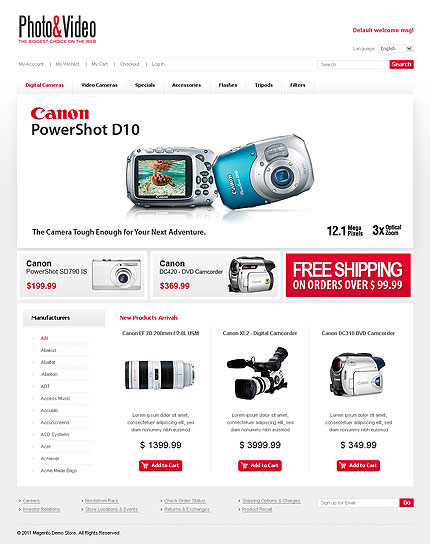 Photo&Video
THE BIGGEST CHOICE ON THE WEB
Default welcome msg!
Language: English
My Account | My Wishlist | My Cart | Checkout | Log In
Search
Search
Digital Cameras
Video Cameras
Specials
Accessories
Flashes
Tripods
Filters
Canon
PowerShot D10
The Camera Tough Enough for Your Next Adventure.
12.1 Mega Pixels
3x Optical Zoom
Canon
PowerShot SD790 IS
$199.99
Canon
DC420 - DVD Camcorder
$369.99
FREE SHIPPING
ON ORDERS OVER $ 99.99
Manufacturers
A&I
Abakus
Abaltat
Ableton
ABT
Access Music
Acculab
AccuScreens
ACD Systems
Acer
Achiever
Acme Made Bags
New Products Arrivals
Canon EF 70-200mm f/2.8L USM
Lorem ipsum dolor sit amet,
consectetuer adipiscing elit, sed
diam nonummy nibh euismod
$ 1399.99
Add to Cart
Canon XL2 - Digital Camcorder
Lorem ipsum dolor sit amet,
consectetuer adipiscing elit, sed
diam nonummy nibh euismod
$ 3999.99
Add to Cart
Canon DC310 DVD Camcorder
Lorem ipsum dolor sit amet,
consectetuer adipiscing elit, sed
diam nonummy nibh euismod
$ 349.99
Add to Cart
Careers
Investor Relations
Nordstrom Rack
Store Locations & Events
Check Order Status
Returns & Exchanges
Shipping Options & Charges
Product Recall
Sign up for Email
Go
© 2011 Magento Demo Store. All Rights Reserved.